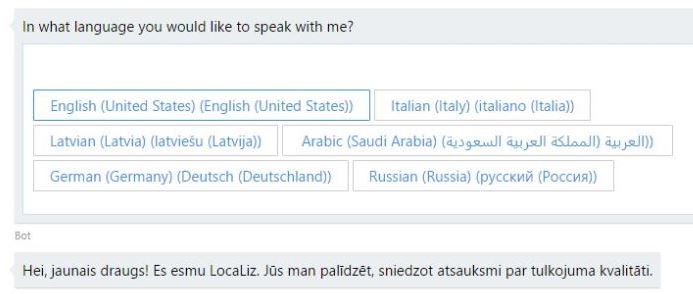 In what language you would like to speak with me?
English (United States) (English (United States))
Italian (Italy) (italiano (Italia))
Latvian (Latvia) (latviešu (Latvija))
Arabic (Saudi Arabia) (العربية (المملكة العربية السعودية))
German (Germany) (Deutsch (Deutschland))
Russian (Russia) (русский (Россия))
Bot
Hei, jaunais draugs! Es esmu LocaLiz. Jūs man palīdzēt, sniedzot atsauksmi par tulkojuma kvalitāti.